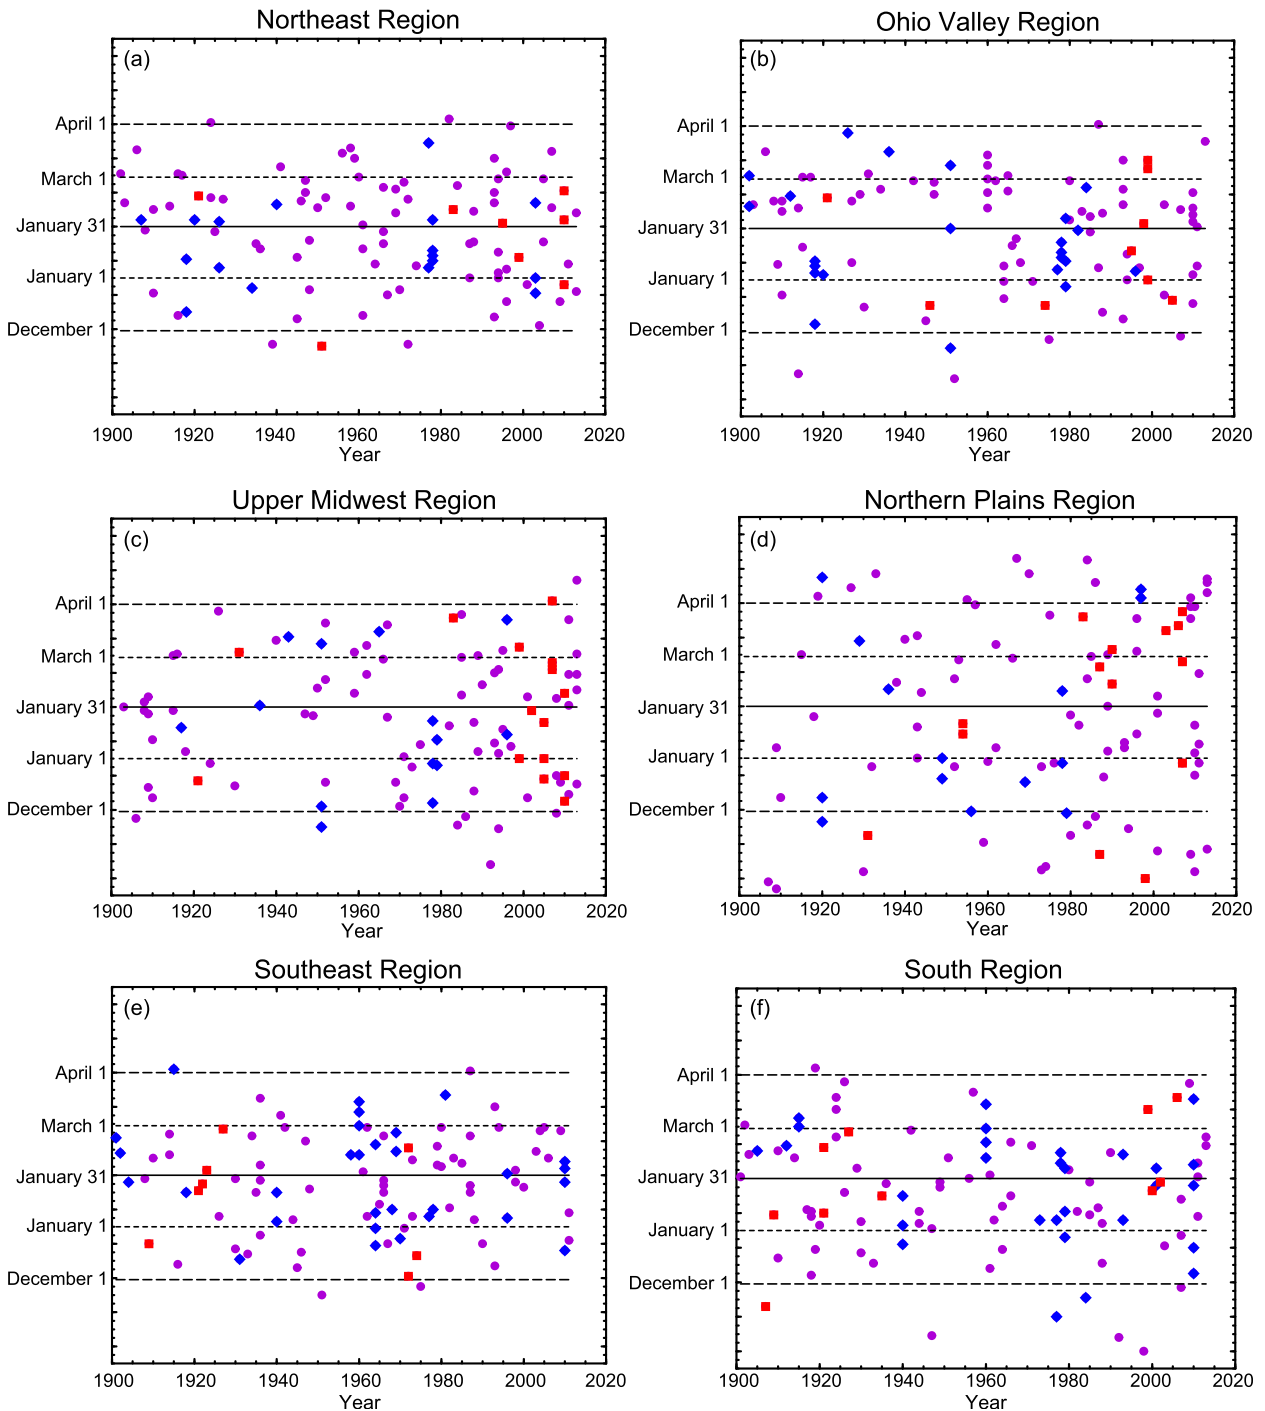 Northeast Region
(a)
April 1
March 1
January 31
January 1
December 1
1900 1920 1940 1960 1980 2000 2020
Year
Ohio Valley Region
(b)
April 1
March 1
January 31
January 1
December 1
1900 1920 1940 1960 1980 2000 2020
Year
Upper Midwest Region
(c)
April 1
March 1
January 31
January 1
December 1
1900 1920 1940 1960 1980 2000 2020
Year
Northern Plains Region
(d)
April 1
March 1
January 31
January 1
December 1
1900 1920 1940 1960 1980 2000 2020
Year
Southeast Region
(e)
April 1
March 1
January 31
January 1
December 1
1900 1920 1940 1960 1980 2000 2020
Year
South Region
(f)
April 1
March 1
January 31
January 1
December 1
1900 1920 1940 1960 1980 2000 2020
Year